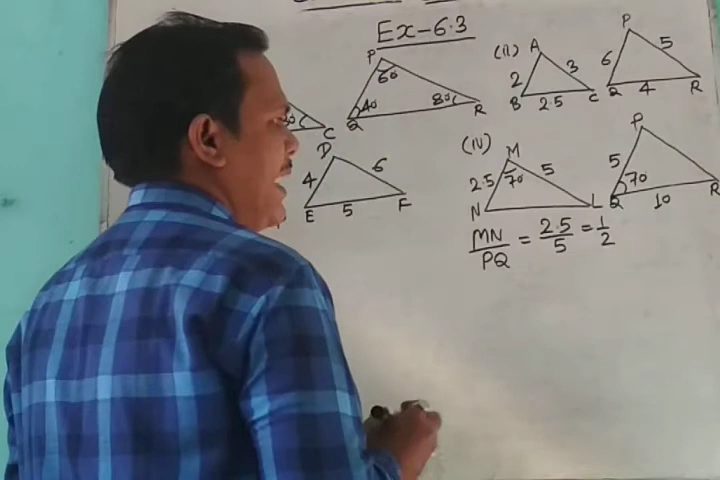 Ex-6.3
P
60
40
80
Q
R
C
D
4
6
E
5
F
(ii)
A
2
3
B
2.5
C
P
6
5
Q
4
R
(iv)
M
2.5
70
5
N
L
P
5
70
Q
10
R
MN/PQ = 2.5/5 = 1/2